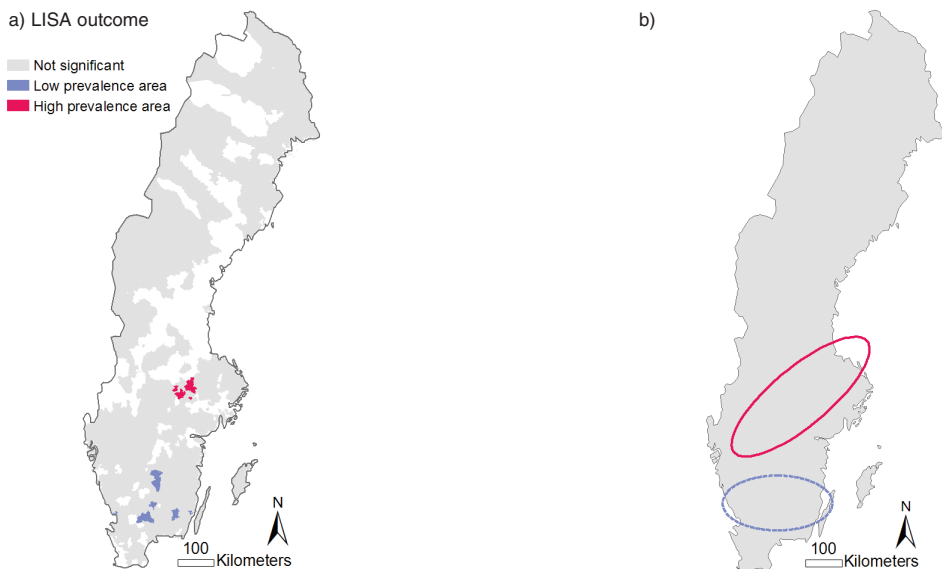 a) LISA outcome
Not significant
Low prevalence area
High prevalence area
N
100
Kilometers
b)
N
100
Kilometers